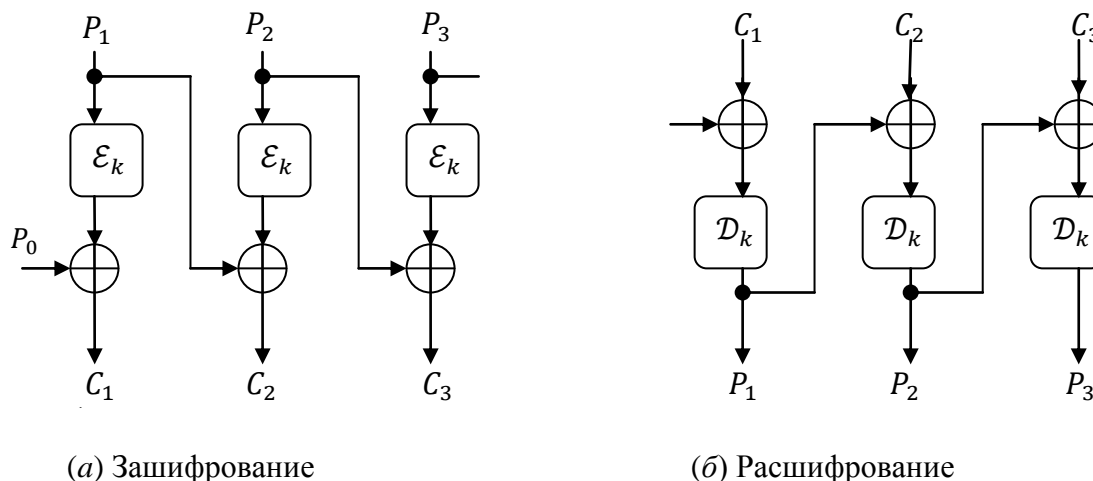 P₁ P₂ P₃ C₁ C₂ C₃
ℰₖ ℰₖ ℰₖ 𝒟ₖ 𝒟ₖ 𝒟ₖ
P₀
C₁ C₂ C₃ P₁ P₂ P₃
(а) Зашифрование (б) Расшифрование